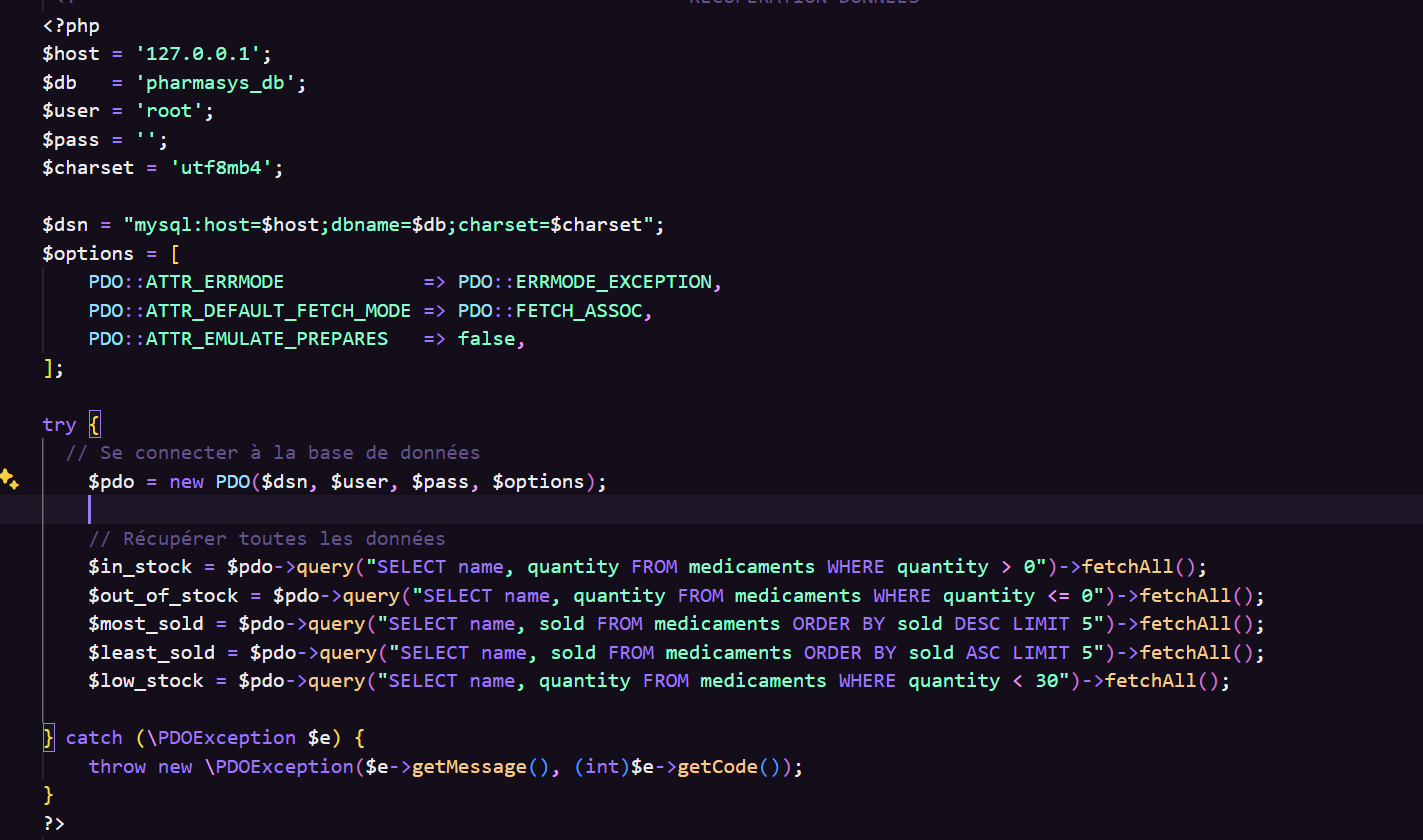 RECUPERATION DONNEES
<?php
$host = '127.0.0.1';
$db   = 'pharmasys_db';
$user = 'root';
$pass = '';
$charset = 'utf8mb4';
$dsn = "mysql:host=$host;dbname=$db;charset=$charset";
$options = [
    PDO::ATTR_ERRMODE            => PDO::ERRMODE_EXCEPTION,
    PDO::ATTR_DEFAULT_FETCH_MODE => PDO::FETCH_ASSOC,
    PDO::ATTR_EMULATE_PREPARES   => false,
];
try {
  // Se connecter à la base de données
    $pdo = new PDO($dsn, $user, $pass, $options);
    // Récupérer toutes les données
    $in_stock = $pdo->query("SELECT name, quantity FROM medicaments WHERE quantity > 0")->fetchAll();
    $out_of_stock = $pdo->query("SELECT name, quantity FROM medicaments WHERE quantity <= 0")->fetchAll();
    $most_sold = $pdo->query("SELECT name, sold FROM medicaments ORDER BY sold DESC LIMIT 5")->fetchAll();
    $least_sold = $pdo->query("SELECT name, sold FROM medicaments ORDER BY sold ASC LIMIT 5")->fetchAll();
    $low_stock = $pdo->query("SELECT name, quantity FROM medicaments WHERE quantity < 30")->fetchAll();
} catch (\PDOException $e) {
    throw new \PDOException($e->getMessage(), (int)$e->getCode());
}
?>